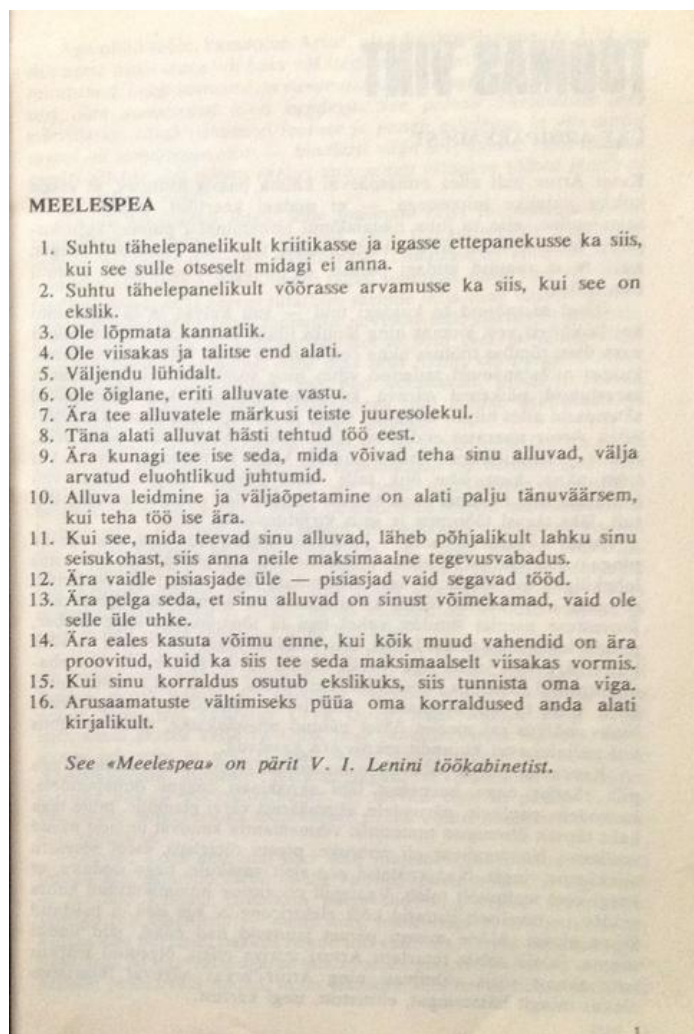 MEELESPEA
1. Suhtu tähelepanelikult kriitikasse ja igasse ettepanekusse ka siis,
kui see sulle otseselt midagi ei anna.
2. Suhtu tähelepanelikult võõrasse arvamusse ka siis, kui see on
ekslik.
3. Ole lõpmata kannatlik.
4. Ole viisakas ja talitse end alati.
5. Väljendu lühidalt.
6. Ole õiglane, eriti alluvate vastu.
7. Ära tee alluvatele märkusi teiste juuresolekul.
8. Täna alati alluvat hästi tehtud töö eest.
9. Ära kunagi tee ise seda, mida võivad teha sinu alluvad, välja
arvatud eluohtlikud juhtumid.
10. Alluva leidmine ja väljaõpetamine on alati palju tänuväärsem,
kui teha töö ise ära.
11. Kui see, mida teevad sinu alluvad, läheb põhjalikult lahku sinu
seisukohast, siis anna neile maksimaalne tegevusvabadus.
12. Ära vaidle pisiasjade üle — pisiasjad vaid segavad tööd.
13. Ära pelga seda, et sinu alluvad on sinust võimekamad, vaid ole
selle üle uhke.
14. Ära eales kasuta võimu enne, kui kõik muud vahendid on ära
proovitud, kuid ka siis tee seda maksimaalselt viisakas vormis.
15. Kui sinu korraldus osutub ekslikuks, siis tunnista oma viga.
16. Arusaamatuste vältimiseks püüa oma korraldused anda alati
kirjalikult.
See «Meelespea» on pärit V. I. Lenini töökabinetist.
1